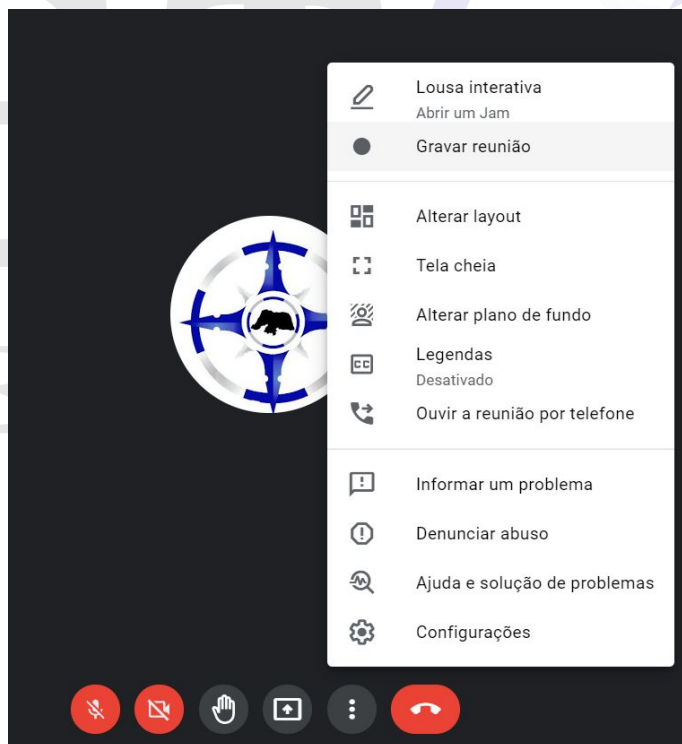 Lousa interativa
Abrir um Jam
Gravar reunião
Alterar layout
Tela cheia
Alterar plano de fundo
CC
Legendas
Desativado
Ouvir a reunião por telefone
Informar um problema
Denunciar abuso
Ajuda e solução de problemas
Configurações